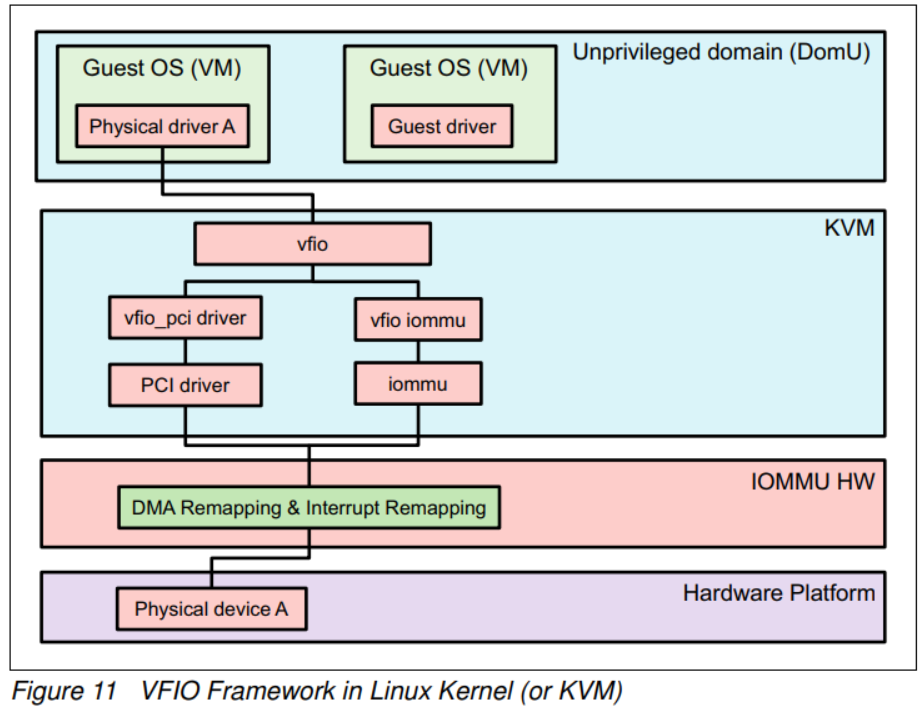 Unprivileged domain (DomU)
Guest OS (VM)
Guest OS (VM)
Physical driver A
Guest driver
KVM
vfio
vfio_pci driver
vfio iommu
PCI driver
iommu
IOMMU HW
DMA Remapping & Interrupt Remapping
Hardware Platform
Physical device A
Figure 11 VFIO Framework in Linux Kernel (or KVM)